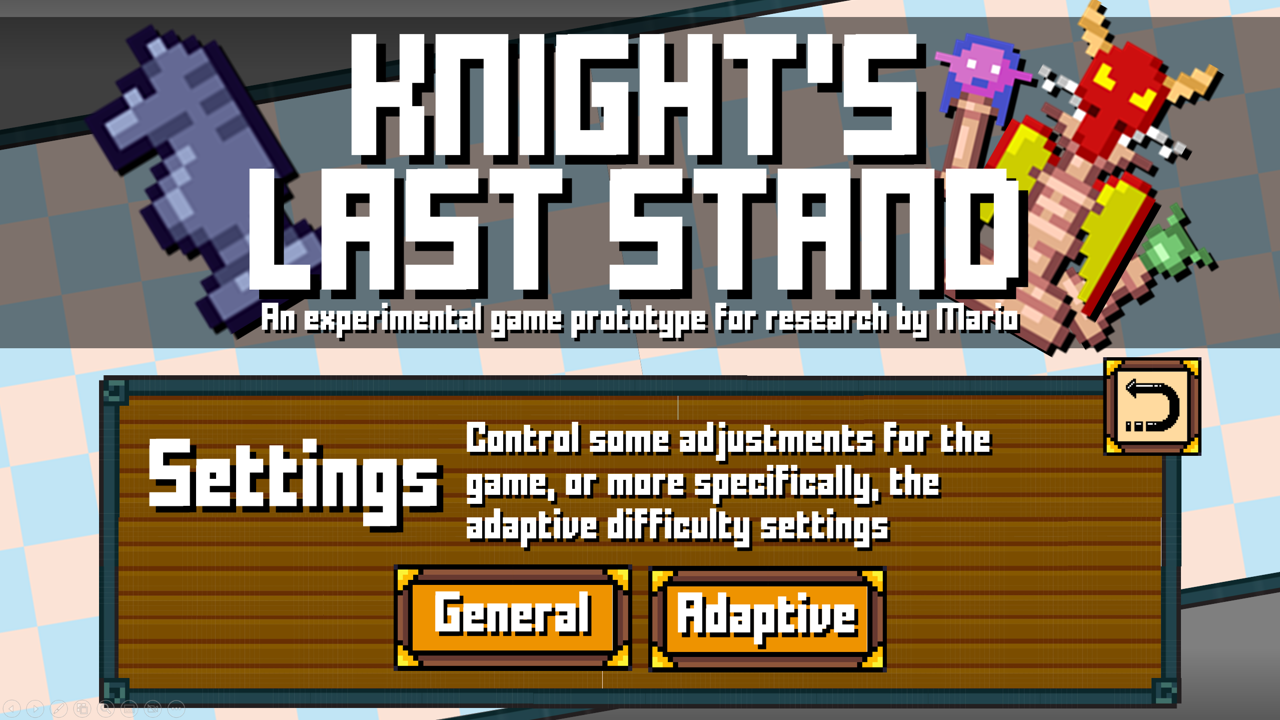 KNIGHT'S
LAST STAND
An experimental game prototype for research by Mario
Settings
Control some adjustments for the
game, or more specifically, the
adaptive difficulty settings
General
Adaptive